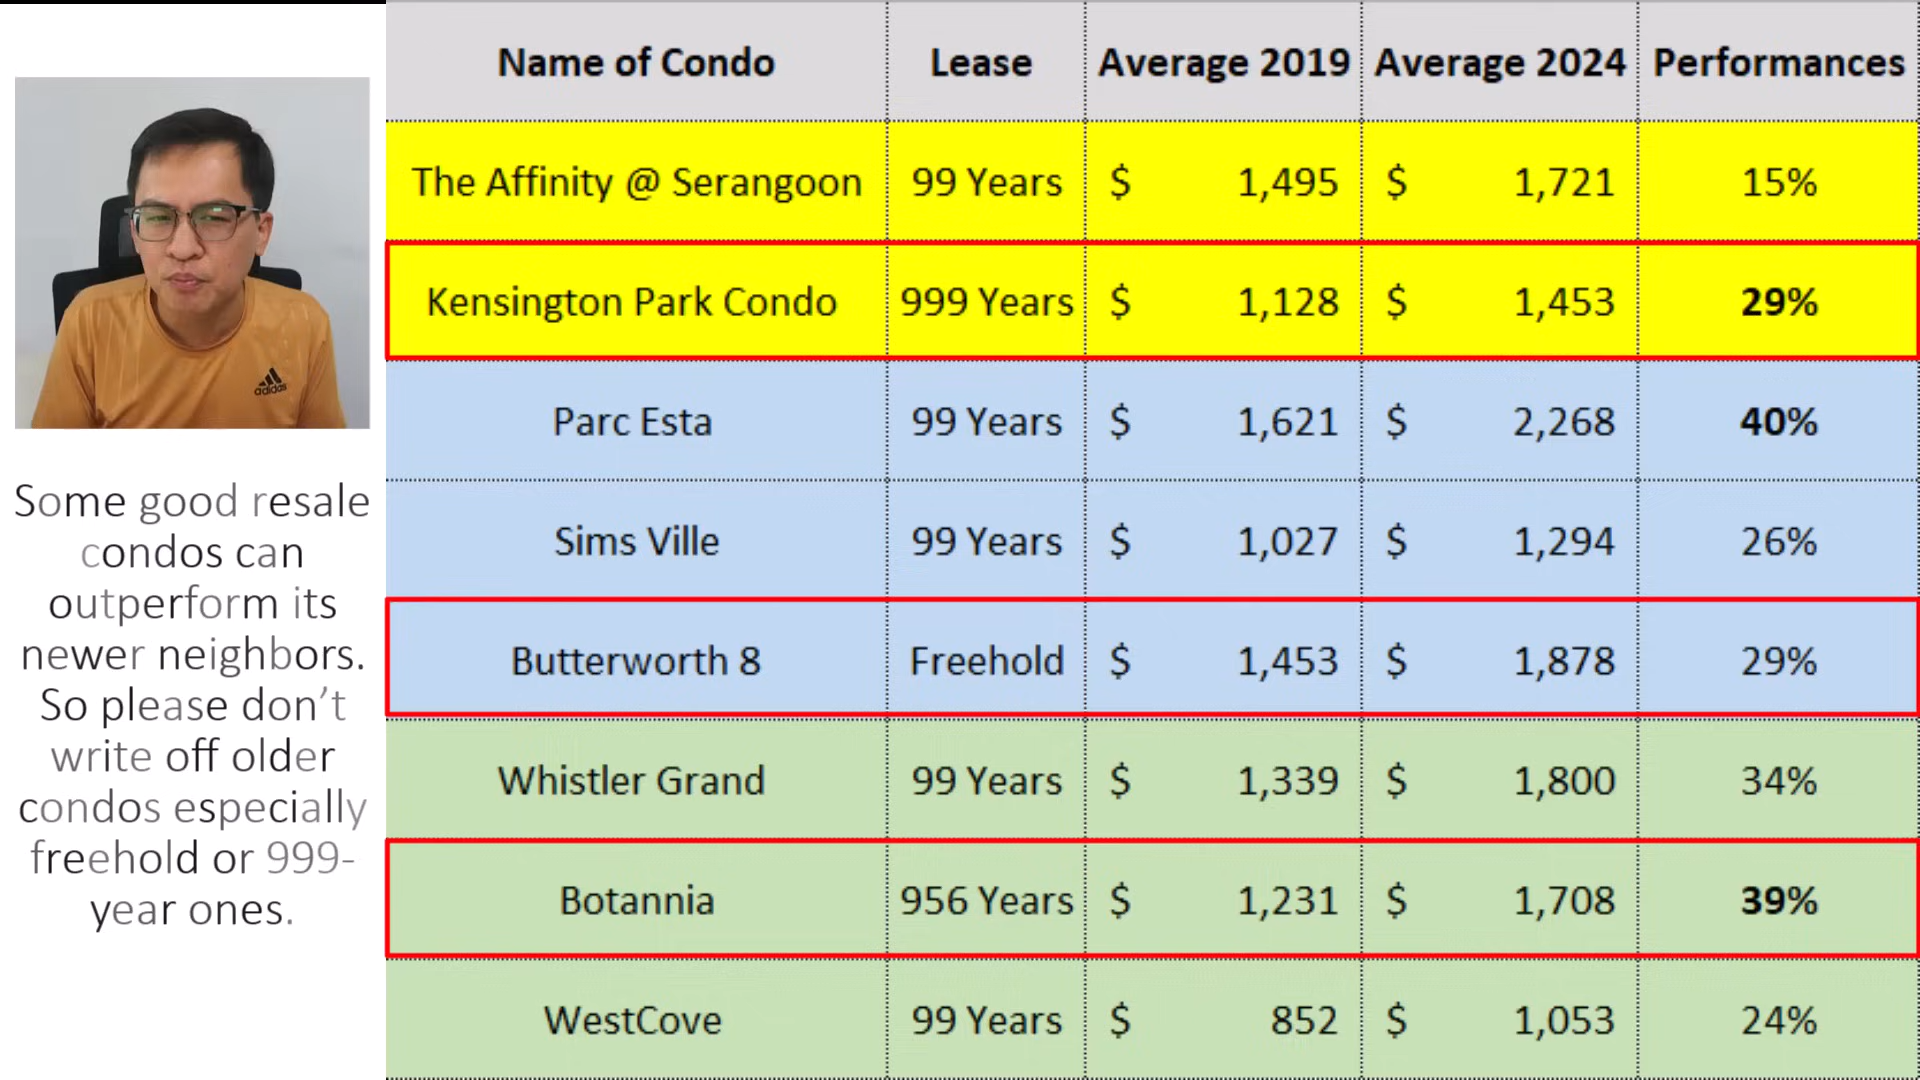 Name of Condo Lease Average 2019 Average 2024 Performances
The Affinity @ Serangoon 99 Years $ 1,495 $ 1,721 15%
Kensington Park Condo 999 Years $ 1,128 $ 1,453 29%
Parc Esta 99 Years $ 1,621 $ 2,268 40%
Sims Ville 99 Years $ 1,027 $ 1,294 26%
Butterworth 8 Freehold $ 1,453 $ 1,878 29%
Whistler Grand 99 Years $ 1,339 $ 1,800 34%
Botannia 956 Years $ 1,231 $ 1,708 39%
WestCove 99 Years $ 852 $ 1,053 24%
adidas
Some good resale
condos can
outperform its
newer neighbors.
So please don’t
write off older
condos especially
freehold or 999-
year ones.